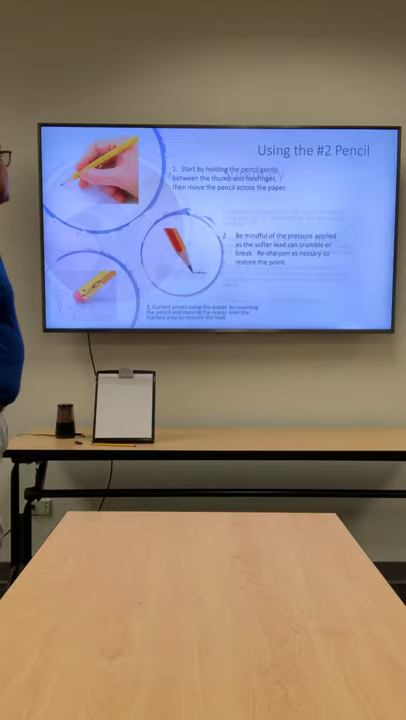 Using the #2 Pencil
1. Start by holding the pencil gently
between the thumb and forefinger,
then move the pencil across the paper.
2. Be mindful of the pressure applied
as the softer lead can crumble or
break. Re-sharpen as nessary to
restore the point.
3. Correct errors using the eraser by
the pencil and moving the eraser over the
marked area to remove the lead.